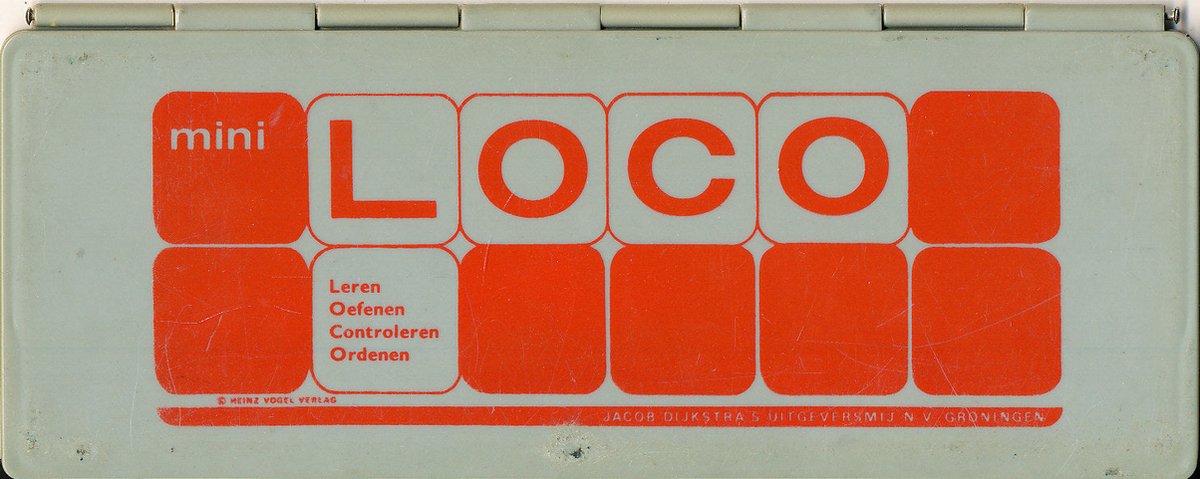 mini
LOCO
Leren
Oefenen
Controleren
Ordenen
© HEINZ VOGEL VERLAG
JACOB DIJKSTRA'S UITGEVERSMIJ N.V. GRONINGEN